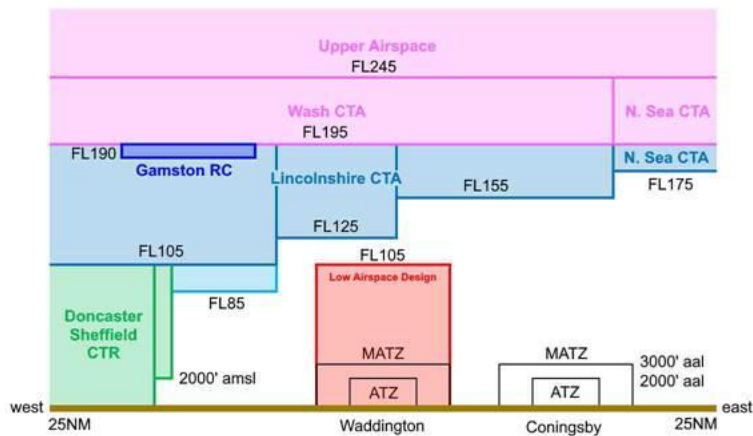 Upper Airspace
FL245
Wash CTA
N. Sea CTA
FL195
FL190
Gamston RC
Lincolnshire CTA
N. Sea CTA
FL155
FL175
FL125
FL105
FL105
Low Airspace Design
FL85
Doncaster
Sheffield
CTR
MATZ
MATZ
3000' aal
2000' amsl
2000' aal
ATZ
ATZ
west
east
25NM
Waddington
Coningsby
25NM